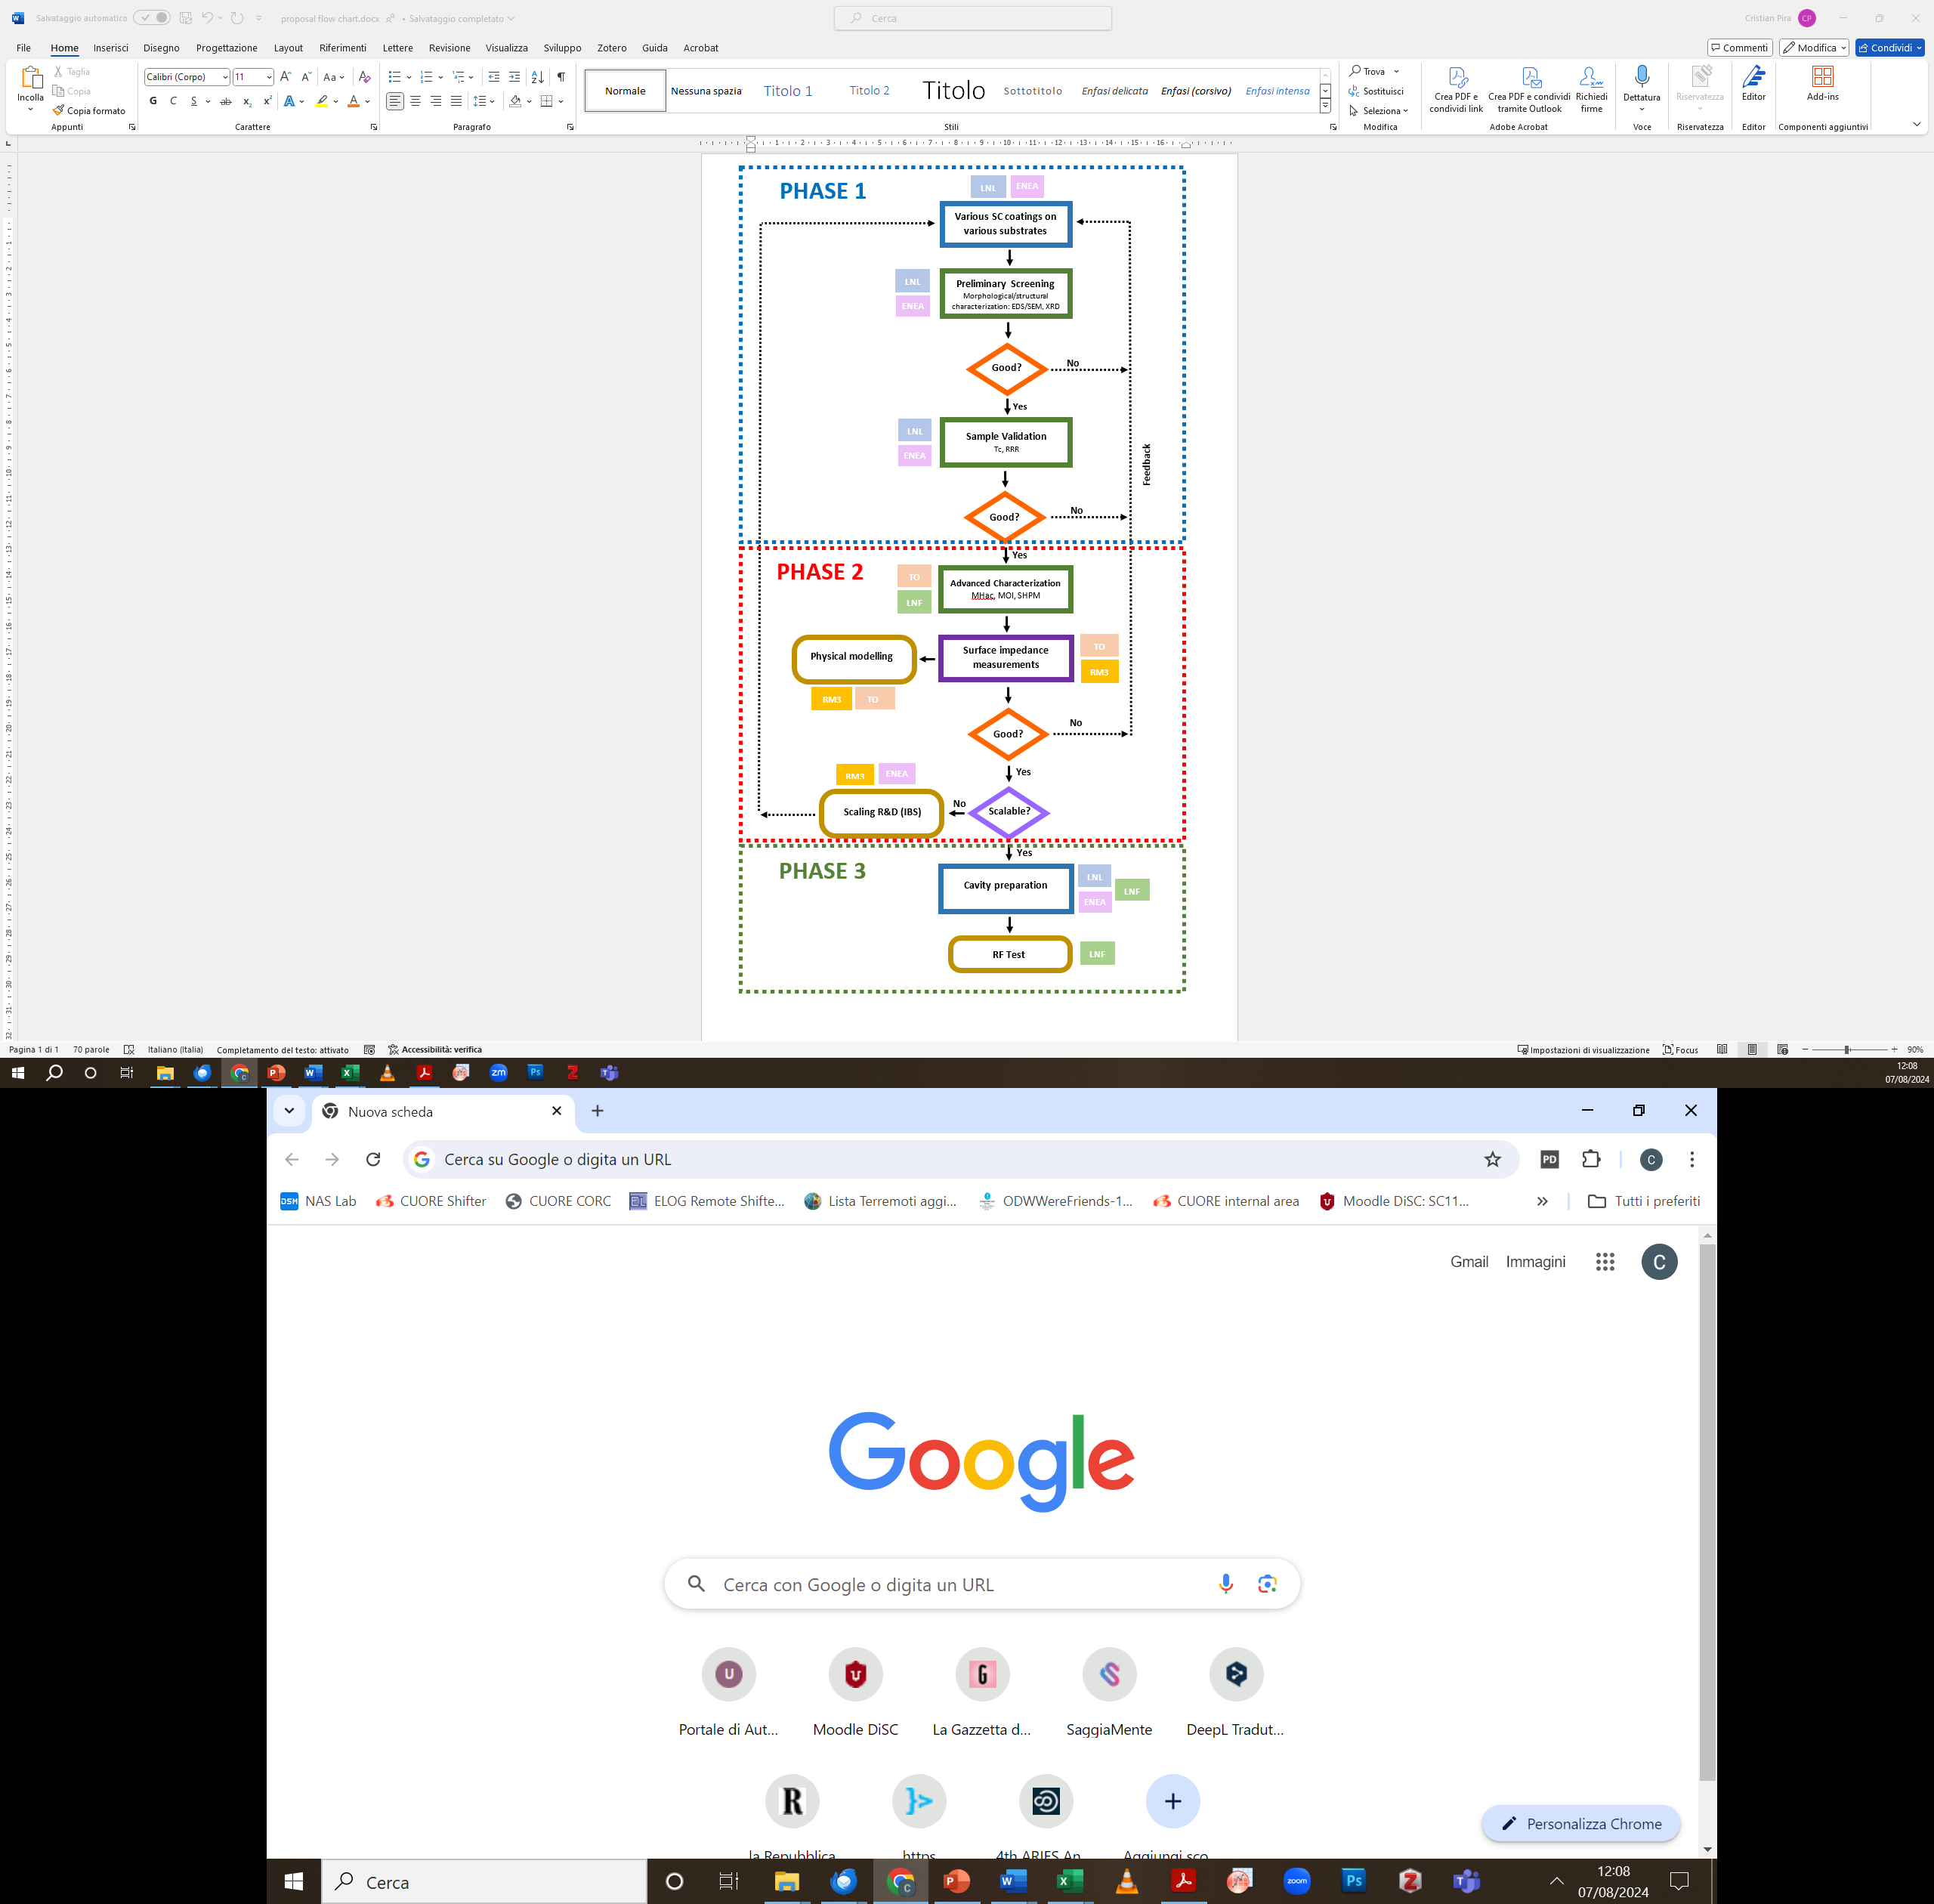 Salvataggio automatico
proposal flow chart.docx • Salvataggio completato
Cerca
Cristian Pira
CP
File Home Inserisci Disegno Progettazione Layout Riferimenti Lettere Revisione Visualizza Sviluppo Zotero Guida Acrobat
Commenti Modifica Condividi
Incolla
Taglia
Copia
Copia formato
Appunti
Calibri (Corpo) 11
Carattere
Paragrafo
Normale Nessuna spazia Titolo 1 Titolo 2 Titolo Sottotitolo Enfasi delicata Enfasi (corsivo) Enfasi intensa
Stili
Trova
Sostituisci
Seleziona
Modifica
Crea PDF e condividi link
Crea PDF e condividi tramite Outlook
Richiedi firme
Adobe Acrobat
Dettatura
Voce
Riservatezza
Riservatezza
Editor
Editor
Add-ins
Componenti aggiuntivi
PHASE 1
LNL ENEA
Various SC coatings on
various substrates
LNL
ENEA
Preliminary Screening
Morphological/structural
characterization: EDS/SEM, XRD
Good?
No
Yes
LNL
ENEA
Sample Validation
Tc, RRR
Feedback
Good?
No
Yes
PHASE 2
TO
LNF
Advanced Characterization
MHac, MOI, SHPM
Physical modelling
Surface impedance
measurements
TO
RM3
RM3 TO
Good?
No
Yes
RM3 ENEA
Scaling R&D (IBS)
No
Scalable?
Yes
PHASE 3
Cavity preparation
LNL
ENEA
LNF
RF Test
LNF
Pagina 1 di 1 70 parole Italiano (Italia) Completamento del testo: attivato Accessibilità: verifica
Impostazioni di visualizzazione Focus 90%
12:08
07/08/2024
Nuova scheda
Cerca su Google o digita un URL
PD
C
NAS Lab CUORE Shifter CUORE CORC ELOG Remote Shifte... Lista Terremoti aggi... ODWWereFriends-1... CUORE internal area Moodle DiSC: SC11... » Tutti i preferiti
Gmail Immagini C
Google
Cerca con Google o digita un URL
Portale di Aut... Moodle DiSC La Gazzetta d... SaggiaMente DeepL Tradut...
la Repubblica https 4th ARIES An Aggiungi sco
Personalizza Chrome
Cerca
12:08
07/08/2024